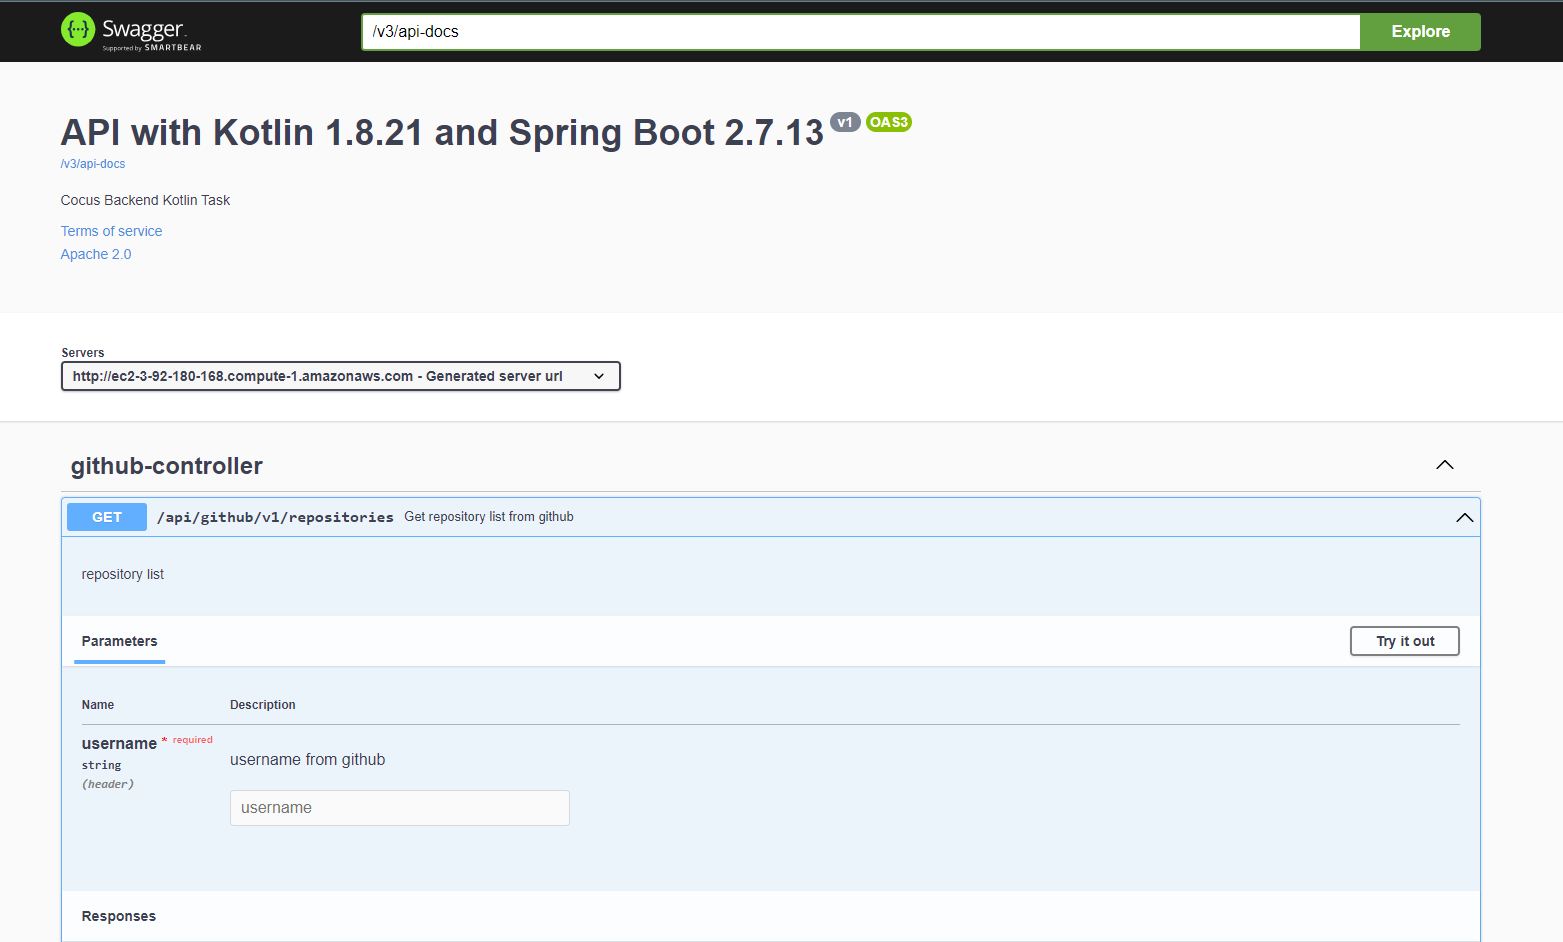 Swagger
Supported by SMARTBEAR
/v3/api-docs
Explore
API with Kotlin 1.8.21 and Spring Boot 2.7.13 v1 OAS3
/v3/api-docs
Cocus Backend Kotlin Task
Terms of service
Apache 2.0
Servers
http://ec2-3-92-180-168.compute-1.amazonaws.com - Generated server url
github-controller
GET /api/github/v1/repositories Get repository list from github
repository list
Parameters
Try it out
Name Description
username * required
string
(header)
username from github
username
Responses